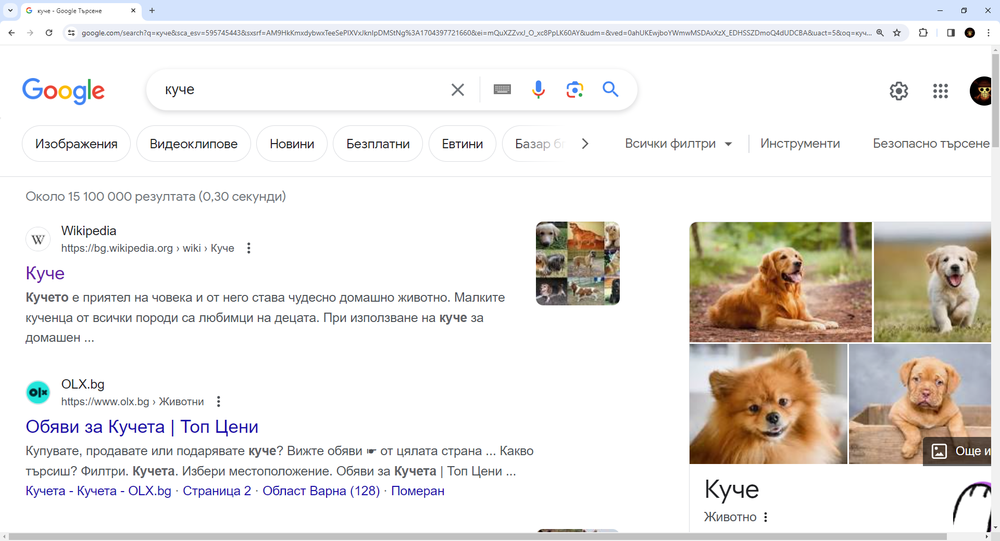 куче - Google Търсене
google.com/search?q=куче&sca_esv=595745443&sxsrf=AM9HkKmxdybwxTeeSePIXVxJknIpDMStNg%3A1704397721660&ei=mQuXZZvxJ_O_xc8PpLK60AY&udm=&ved=0ahUKEwjboYWmwMSDAxXzX_EDHSSZDmoQ4dUDCBA&uact=5&oq=куч...
Google
куче
Изображения Видеоклипове Новини Безплатни Евтини Базар бг Всички филтри Инструменти Безопасно търсене
Около 15 100 000 резултата (0,30 секунди)
W
Wikipedia
https://bg.wikipedia.org › wiki › Куче
Куче
Кучето е приятел на човека и от него става чудесно домашно животно. Малките
кученца от всички породи са любимци на децата. При използване на куче за
домашен ...
olx
OLX.bg
https://www.olx.bg › Животни
Обяви за Кучета | Топ Цени
Купувате, продавате или подарявате куче? Вижте обяви ☛ от цялата страна ... Какво
търсиш? Филтри. Кучета. Избери местоположение. Обяви за Кучета | Топ Цени ...
Кучета - Кучета - OLX.bg · Страница 2 · Област Варна (128) · Померан
Още и
Куче
Животно